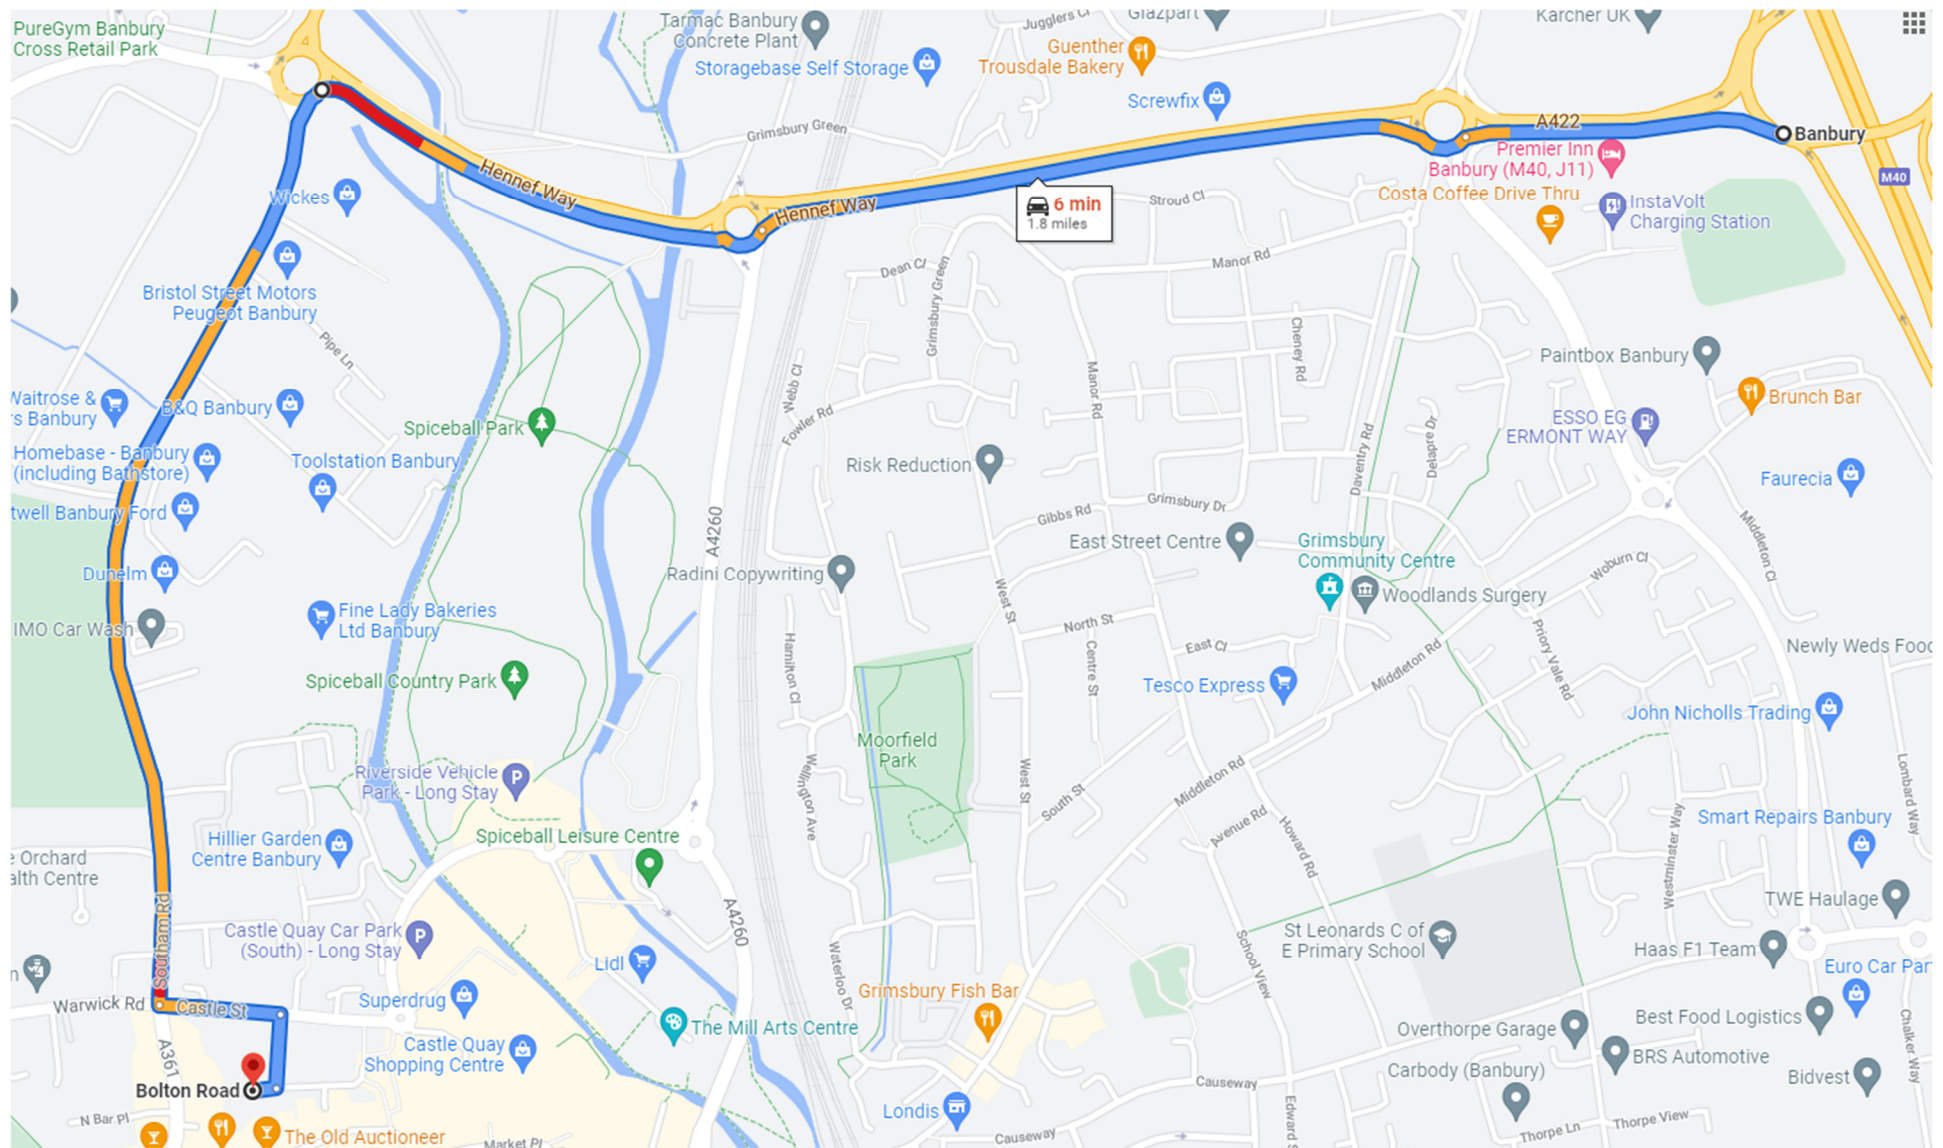 PureGym Banbury
Cross Retail Park
Tarmac Banbury
Concrete Plant
Storagebase Self Storage
Jugglers Cl
Glazpart
Guenther
Trousdale Bakery
Screwfix
Karcher UK
Grimsbury Green
Hennef Way
Hennef Way
A422
Banbury
M40
Premier Inn
Banbury (M40, J11)
Costa Coffee Drive Thru
InstaVolt
Charging Station
6 min
1.8 miles
Stroud Cl
Manor Rd
Wickes
Bristol Street Motors
Peugeot Banbury
Pipe Ln
Dean Cl
Grimsbury Green
Cheney Rd
Manor Rd
Webb Cl
Fowler Rd
Paintbox Banbury
Brunch Bar
ESSO EG
ERMONT WAY
Faurecia
Waitrose &
rs Banbury
B&Q Banbury
Homebase - Banbury
(including Bathstore)
Toolstation Banbury
twell Banbury Ford
Spiceball Park
Risk Reduction
Daventry Rd
Delapre Dr
Grimsbury Dr
Gibbs Rd
A4260
East Street Centre
Grimsbury
Community Centre
Woodlands Surgery
Woburn Cl
Middleton Cl
Dunelm
IMO Car Wash
Fine Lady Bakeries
Ltd Banbury
Radini Copywriting
West St
North St
Centre St
East Cl
Hamilton Cl
Middleton Rd
Priory Vale Rd
Newly Weds Food
Spiceball Country Park
Tesco Express
John Nicholls Trading
Moorfield
Park
Riverside Vehicle
Park - Long Stay
Wellington Ave
West St
South St
Middleton Rd
Avenue Rd
Howard Rd
Lombard Way
Westminster Way
Smart Repairs Banbury
Hillier Garden
Centre Banbury
Spiceball Leisure Centre
e Orchard
alth Centre
Southam Rd
Castle Quay Car Park
(South) - Long Stay
A4260
Lidl
Waterloo Dr
School View
St Leonards C of
E Primary School
TWE Haulage
Haas F1 Team
Euro Car Par
n
Warwick Rd
Castle St
Superdrug
Grimsbury Fish Bar
The Mill Arts Centre
Castle Quay
Shopping Centre
Overthorpe Garage
Best Food Logistics
BRS Automotive
Carbody (Banbury)
Bidvest
Chalker Way
A361
Bolton Road
N Bar Pl
The Old Auctioneer
Market Pl
Londis
Causeway
Causeway
Edward S
Thorpe Ln
Thorpe View